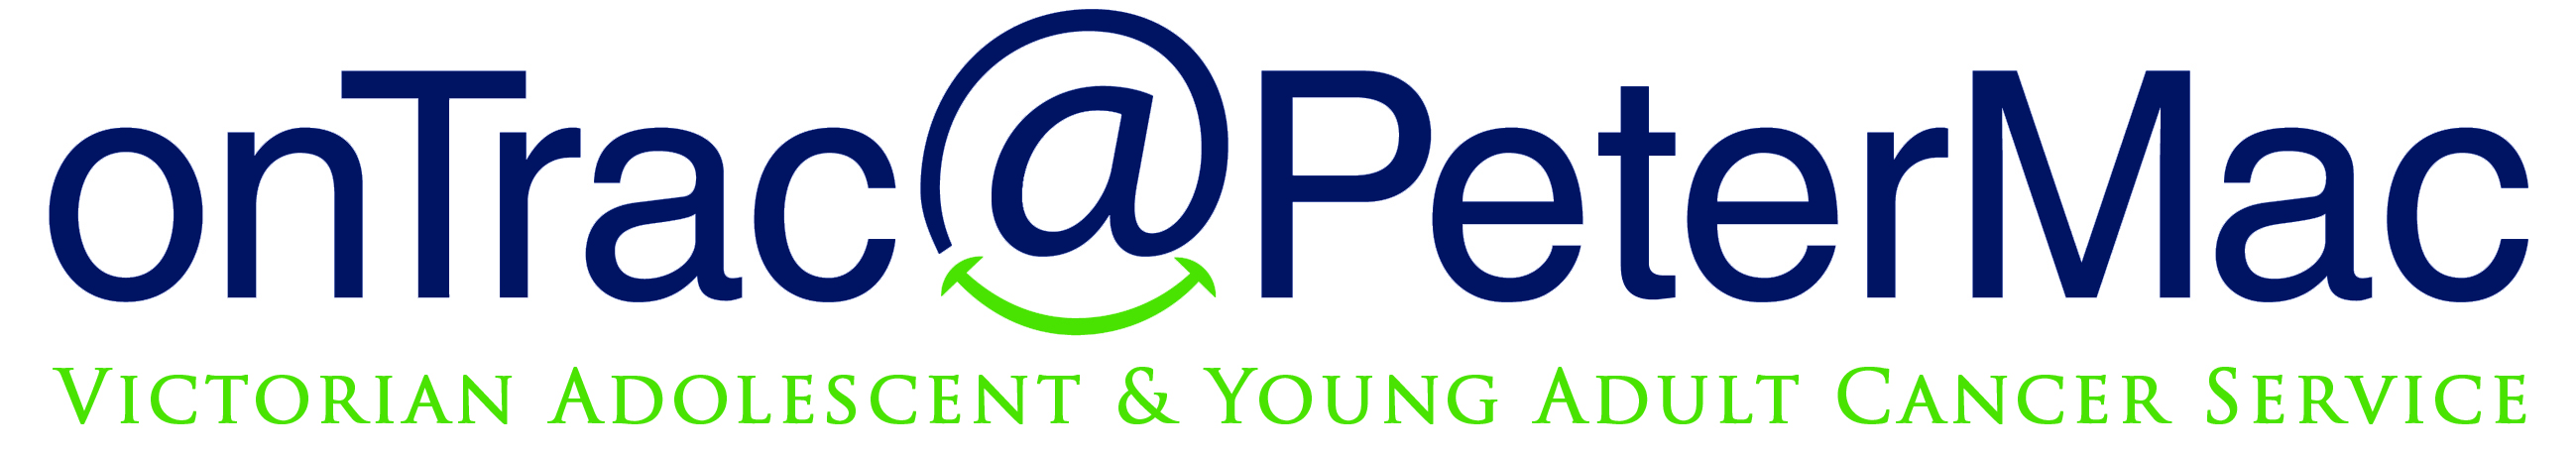 onTrac@PeterMac
Victorian Adolescent & Young Adult Cancer Service